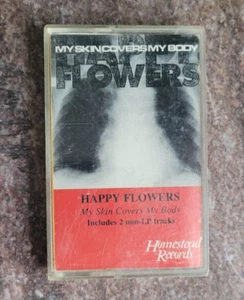 MY SKIN COVERS MY BODY
HAPPY
FLOWERS
HAPPY FLOWERS
My Skin Covers My Body
Includes 2 non-LP tracks
Homestead
Records